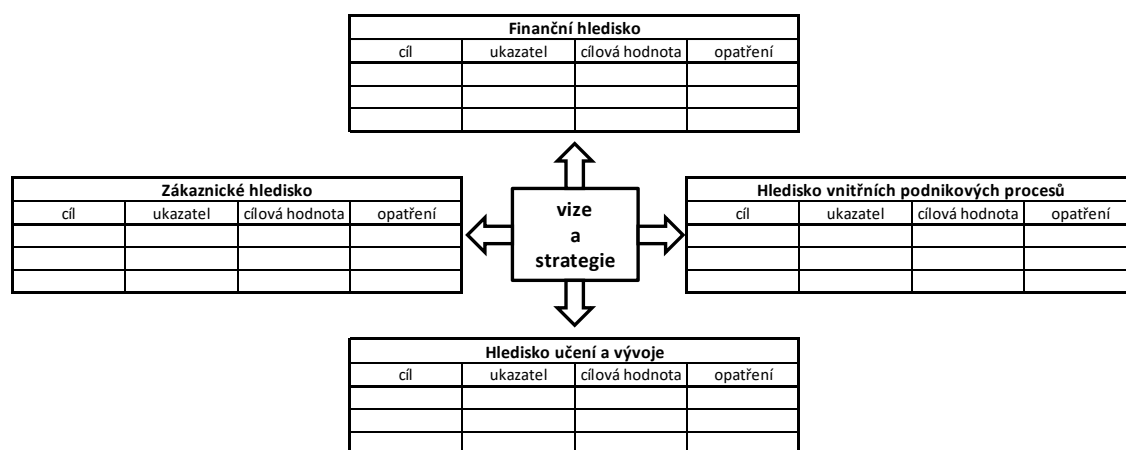 Finanční hledisko
cíl ukazatel cílová hodnota opatření
Zákaznické hledisko
cíl ukazatel cílová hodnota opatření
vize
a
strategie
Hledisko vnitřních podnikových procesů
cíl ukazatel cílová hodnota opatření
Hledisko učení a vývoje
cíl ukazatel cílová hodnota opatření